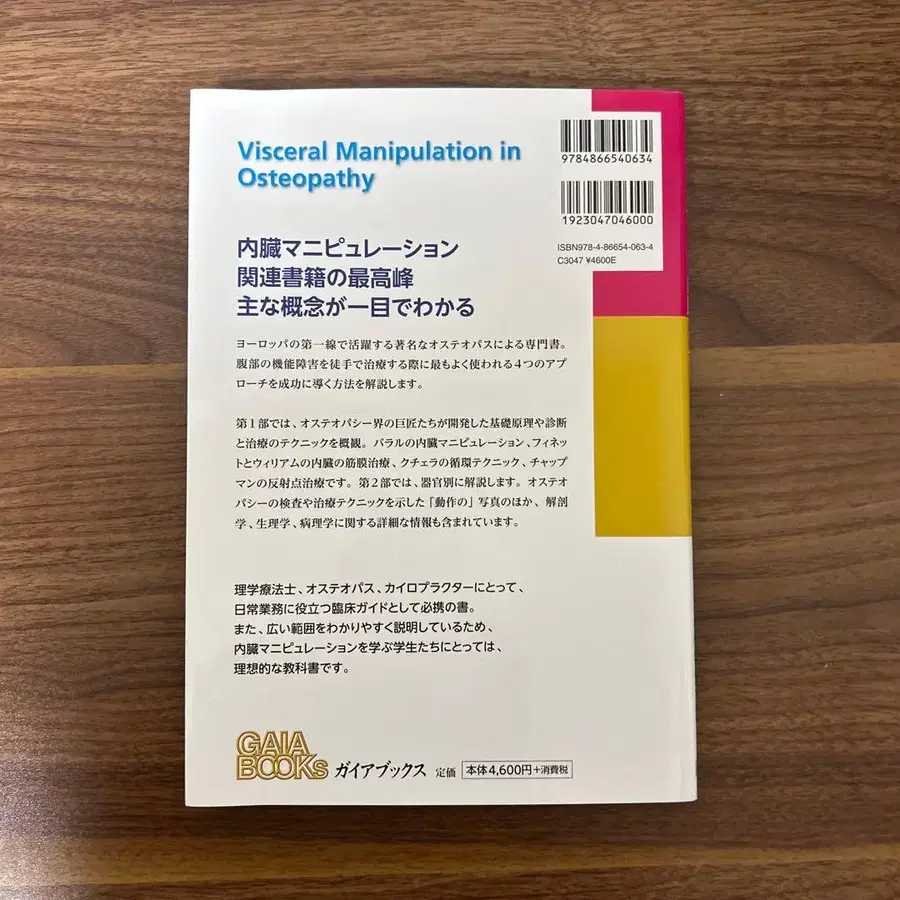 Visceral Manipulation in
Osteopathy
9784866540634
1923047046000
ISBN978-4-86654-063-4
C3047 ¥4600E
内臓マニピュレーション
関連書籍の最高峰
主な概念が一目でわかる
ヨーロッパの第一線で活躍する著名なオステオパスによる専門書。
腹部の機能障害を徒手で治療する際に最もよく使われる4つのアプ
ローチを成功に導く方法を解説します。
第1部では、オステオパシー界の巨匠たちが開発した基礎原理や診断
と治療のテクニックを概観。バラルの内臓マニピュレーション、フィネッ
トとウィリアムの内臓の筋膜治療、クチェラの循環テクニック、チャップ
マンの反射点治療です。第2部では、器官別に解説します。オステオ
パシーの検査や治療テクニックを示した「動作の」写真のほか、解剖
学、生理学、病理学に関する詳細な情報も含まれています。
理学療法士、オステオパス、カイロプラクターにとって、
日常業務に役立つ臨床ガイドとして必携の書。
また、広い範囲をわかりやすく説明しているため、
内臓マニピュレーションを学ぶ学生たちにとっては、
理想的な教科書です。
GAIA
BOOKs ガイアブックス 定価 本体4,600円+消費税